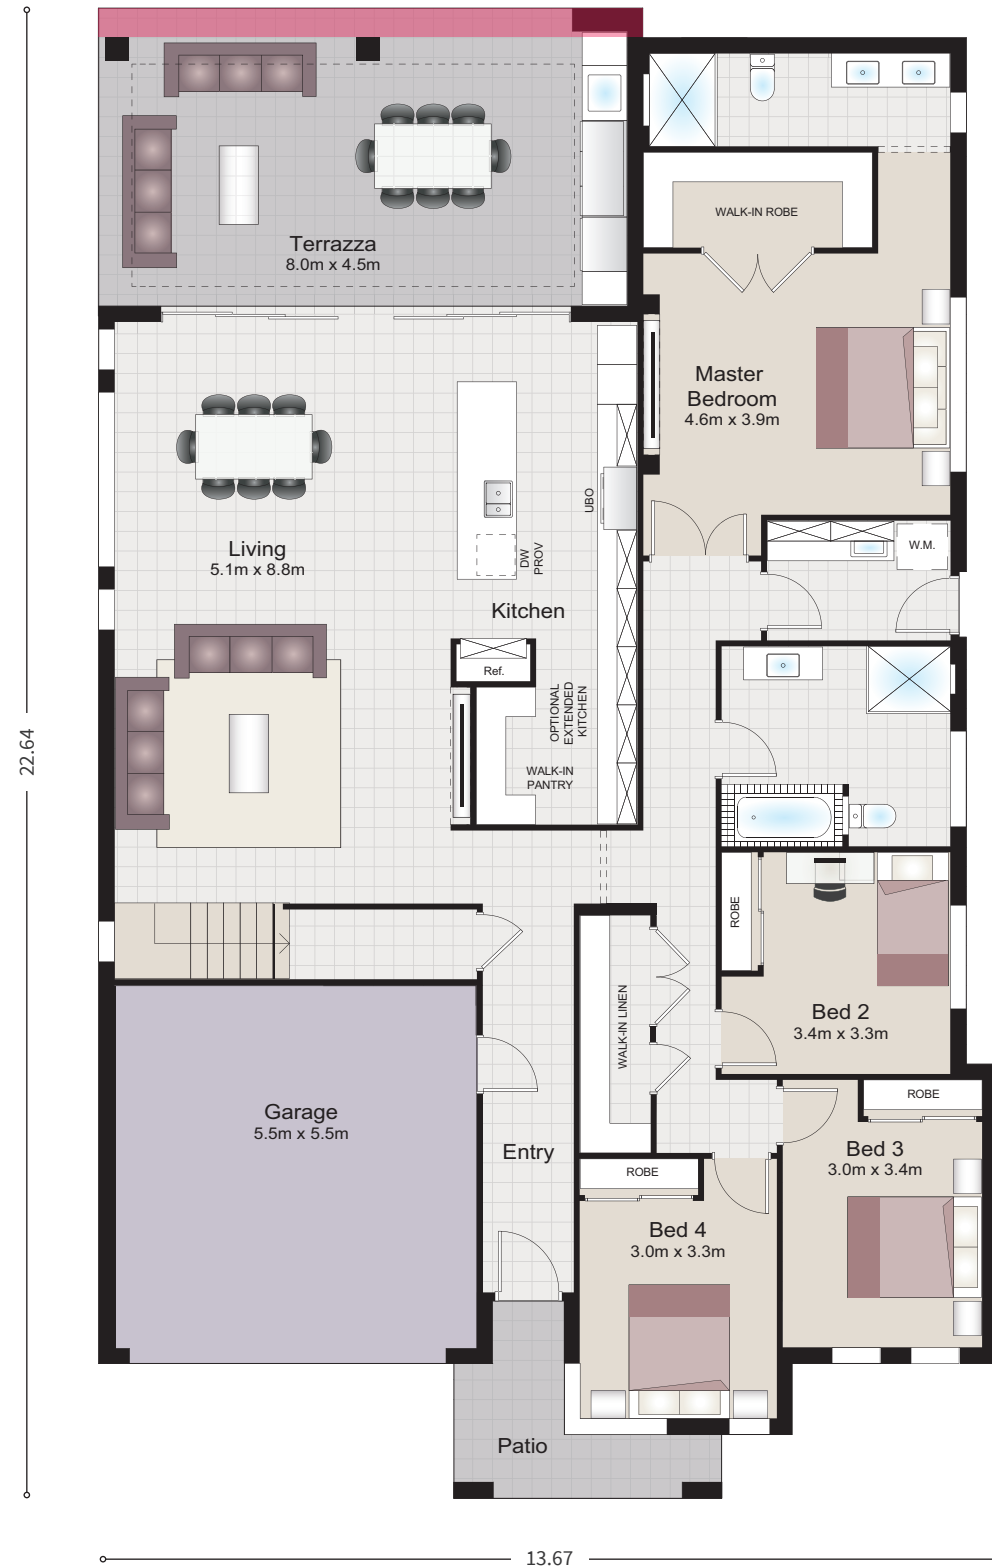 Terrazza
8.0m x 4.5m
WALK-IN ROBE
Master
Bedroom
4.6m x 3.9m
UBO
DW
PROV
W.M.
Living
5.1m x 8.8m
Kitchen
Ref.
OPTIONAL
EXTENDED
KITCHEN
WALK-IN
PANTRY
22.64
ROBE
WALK-IN LINEN
Bed 2
3.4m x 3.3m
ROBE
Garage
5.5m x 5.5m
Entry
Bed 3
3.0m x 3.4m
ROBE
Bed 4
3.0m x 3.3m
Patio
13.67